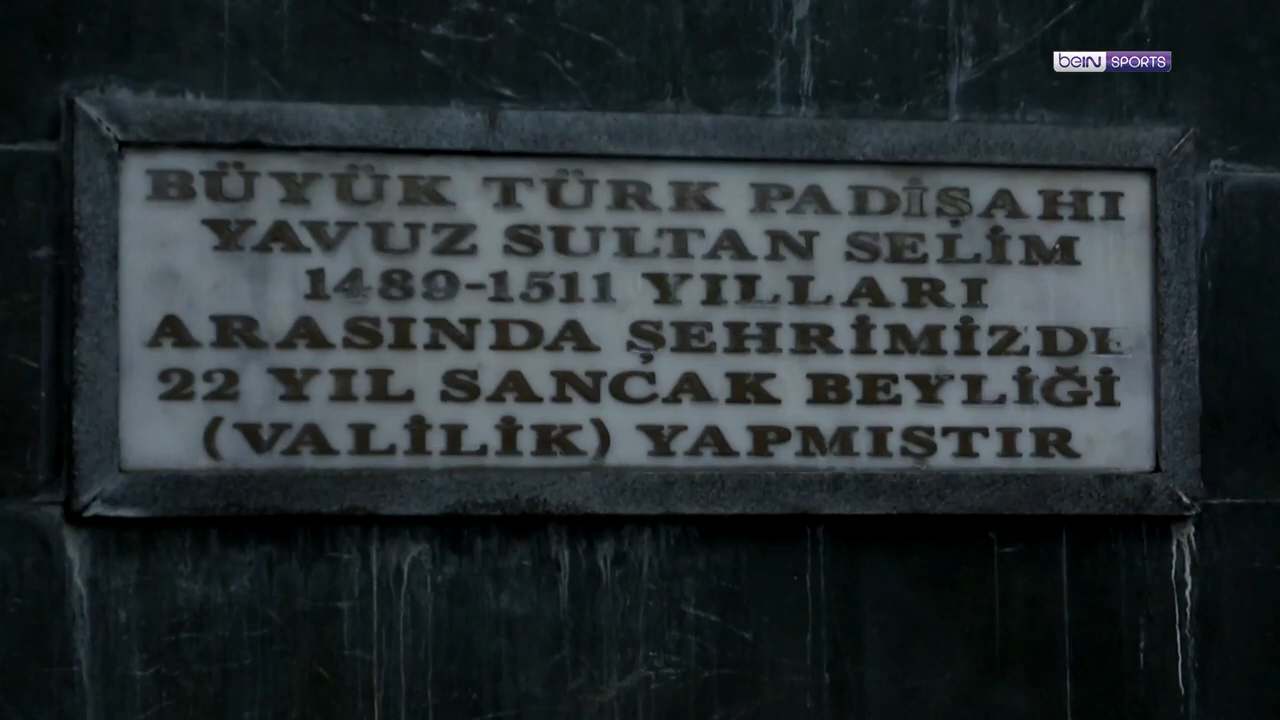 beIN SPORTS
BÜYÜK TÜRK PADİŞAHI
YAVUZ SULTAN SELİM
1489-1511 YILLARI
ARASINDA ŞEHRİMİZDE
22 YIL SANCAK BEYLİĞİ
(VALİLİK) YAPMISTIR